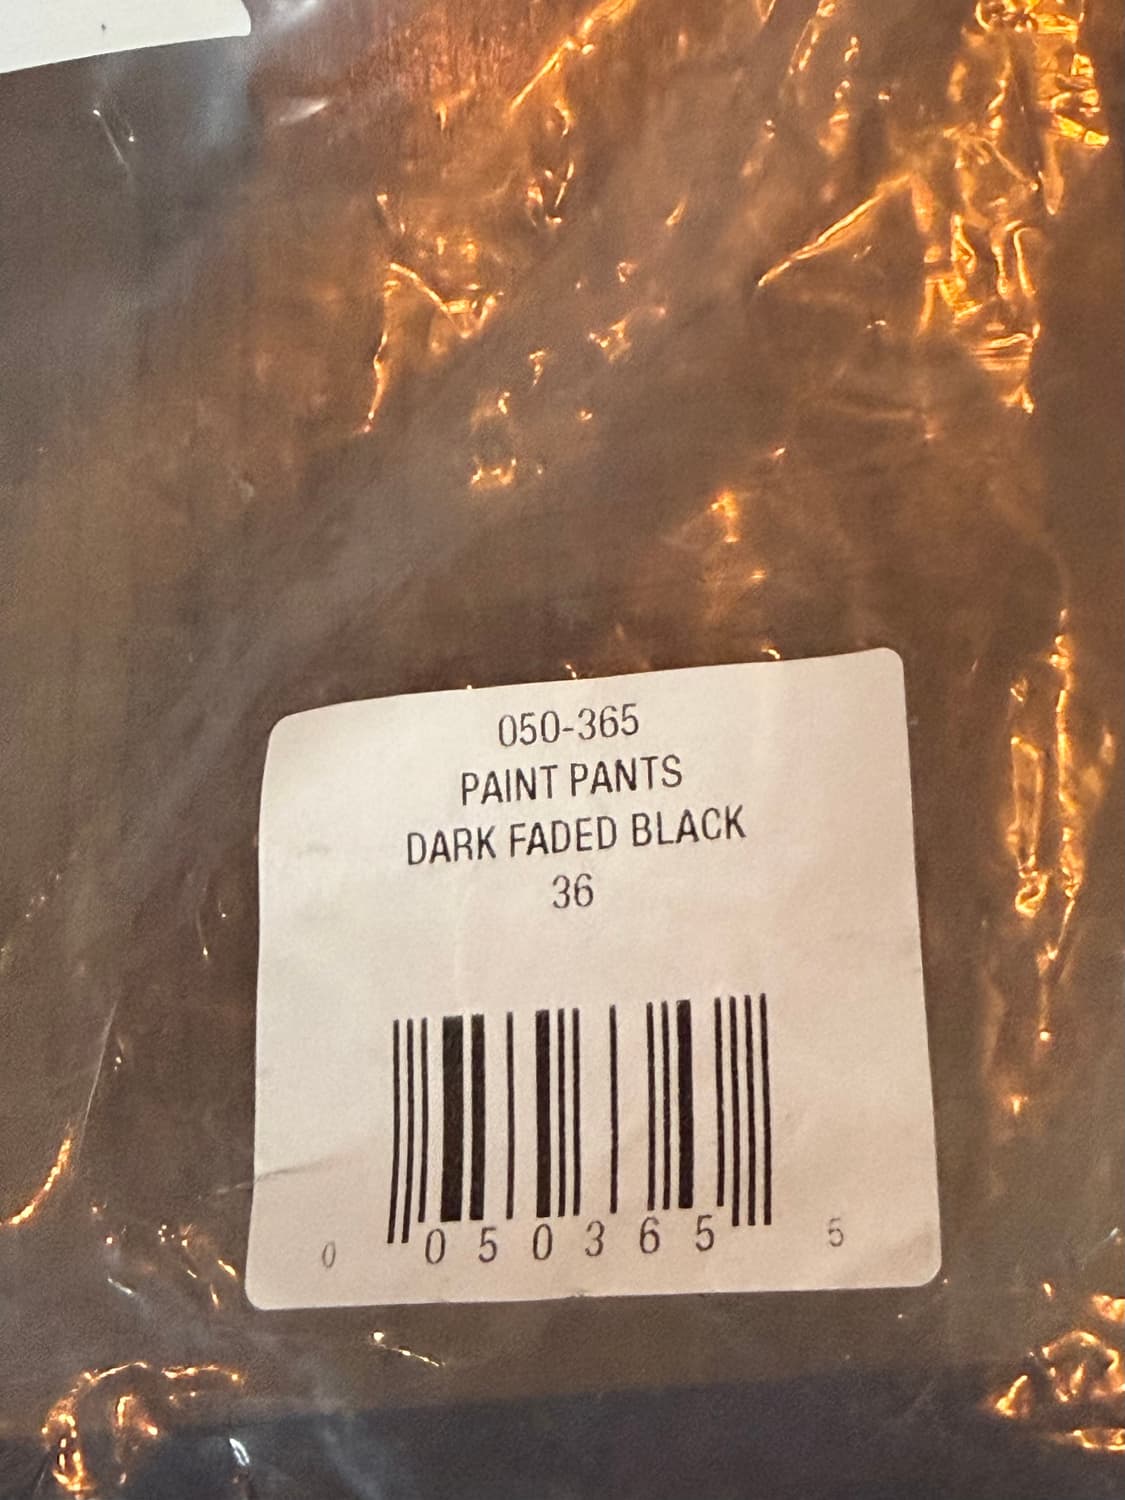 050-365
PAINT PANTS
DARK FADED BLACK
36
0 050365 5